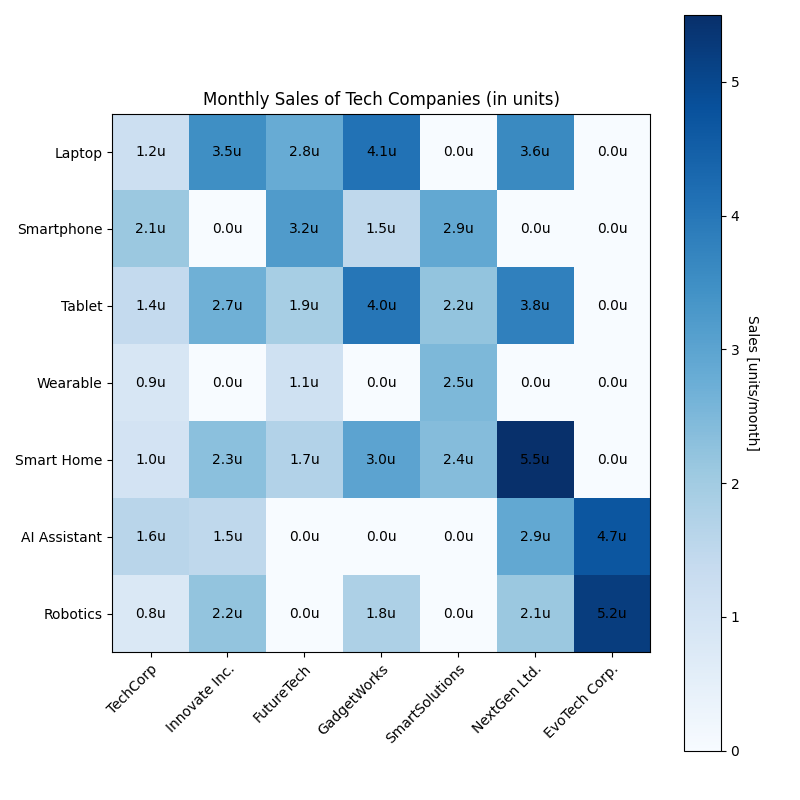 Monthly Sales of Tech Companies (in units)
Laptop 1.2u 3.5u 2.8u 4.1u 0.0u 3.6u 0.0u
Smartphone 2.1u 0.0u 3.2u 1.5u 2.9u 0.0u 0.0u
Tablet 1.4u 2.7u 1.9u 4.0u 2.2u 3.8u 0.0u
Wearable 0.9u 0.0u 1.1u 0.0u 2.5u 0.0u 0.0u
Smart Home 1.0u 2.3u 1.7u 3.0u 2.4u 5.5u 0.0u
AI Assistant 1.6u 1.5u 0.0u 0.0u 0.0u 2.9u 4.7u
Robotics 0.8u 2.2u 0.0u 1.8u 0.0u 2.1u 5.2u
TechCorp
Innovate Inc.
FutureTech
GadgetWorks
SmartSolutions
NextGen Ltd.
EvoTech Corp.
5
4
3
2
1
0
Sales [units/month]